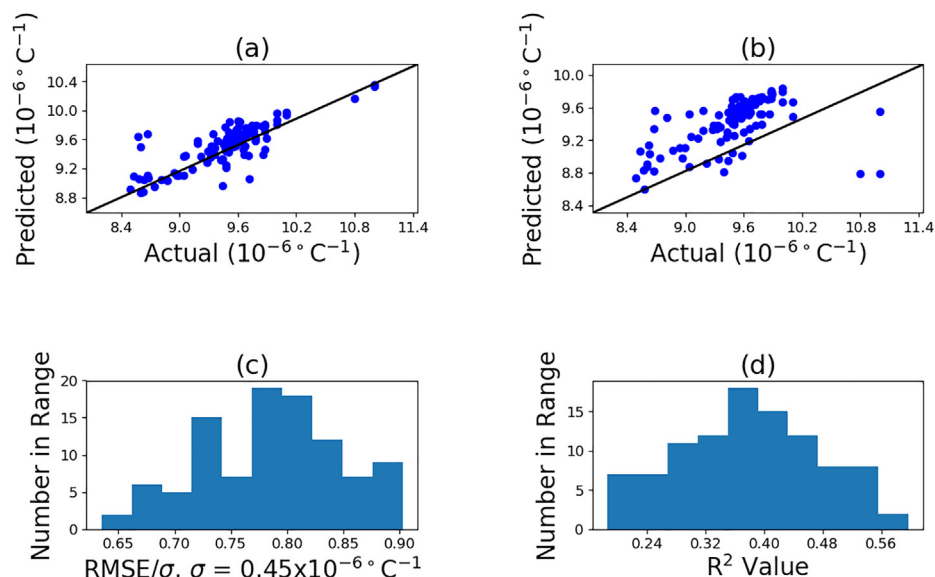 (a)
Predicted (10⁻⁶°C⁻¹)
10.4
10.0
9.6
9.2
8.8
8.4 9.0 9.6 10.2 10.8 11.4
Actual (10⁻⁶°C⁻¹)
(b)
Predicted (10⁻⁶°C⁻¹)
10.0
9.6
9.2
8.8
8.4
8.4 9.0 9.6 10.2 10.8 11.4
Actual (10⁻⁶°C⁻¹)
(c)
Number in Range
20
15
10
5
0
0.65 0.70 0.75 0.80 0.85 0.90
RMSE/σ, σ = 0.45x10⁻⁶°C⁻¹
(d)
Number in Range
15
10
5
0
0.24 0.32 0.40 0.48 0.56
R² Value